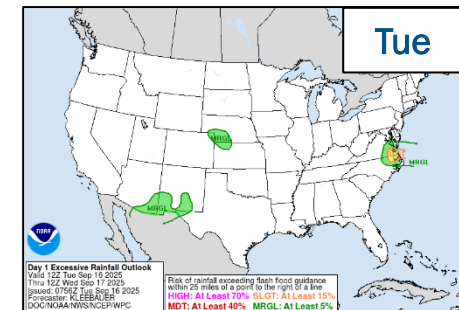 Tue
MRGL
MRGL
MRGL
NOAA
Day 1 Excessive Rainfall Outlook
Valid 12Z Tue Sep 16 2025
Thru 12Z Wed Sep 17 2025
Issued: 0756Z Tue Sep 16 2025
Forecaster: KLEEBAUER
DOC/NOAA/NWS/NCEP/WPC
Risk of rainfall exceeding flash flood guidance
within 25 miles of a point to the right of a line
HIGH: At Least 70% SLGT: At Least 15%
MDT: At Least 40% MRGL: At Least 5%